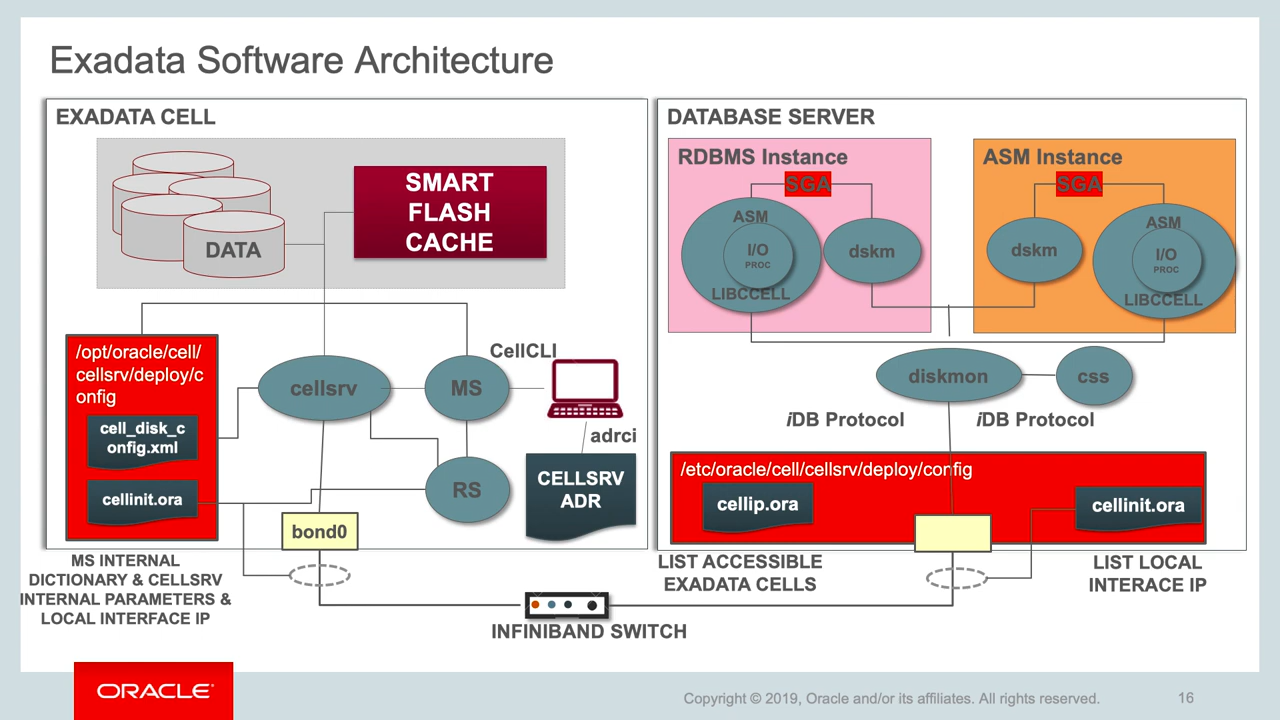 Exadata Software Architecture
EXADATA CELL
SMART
FLASH
CACHE
DATA
/opt/oracle/cell/
cellsrv/deploy/c
onfig
cell_disk_c
onfig.xml
cellinit.ora
cellsrv
MS
RS
CellCLI
adrci
CELLSRV
ADR
bond0
MS INTERNAL
DICTIONARY & CELLSRV
INTERNAL PARAMETERS &
LOCAL INTERFACE IP
INFINIBAND SWITCH
DATABASE SERVER
RDBMS Instance
SGA
ASM
I/O
PROC
LIBCCELL
dskm
ASM Instance
SGA
dskm
ASM
I/O
PROC
LIBCCELL
diskmon
css
iDB Protocol
iDB Protocol
/etc/oracle/cell/cellsrv/deploy/config
cellip.ora
cellinit.ora
LIST ACCESSIBLE
EXADATA CELLS
LIST LOCAL
INTERACE IP
ORACLE®
Copyright © 2019, Oracle and/or its affiliates. All rights reserved.
16